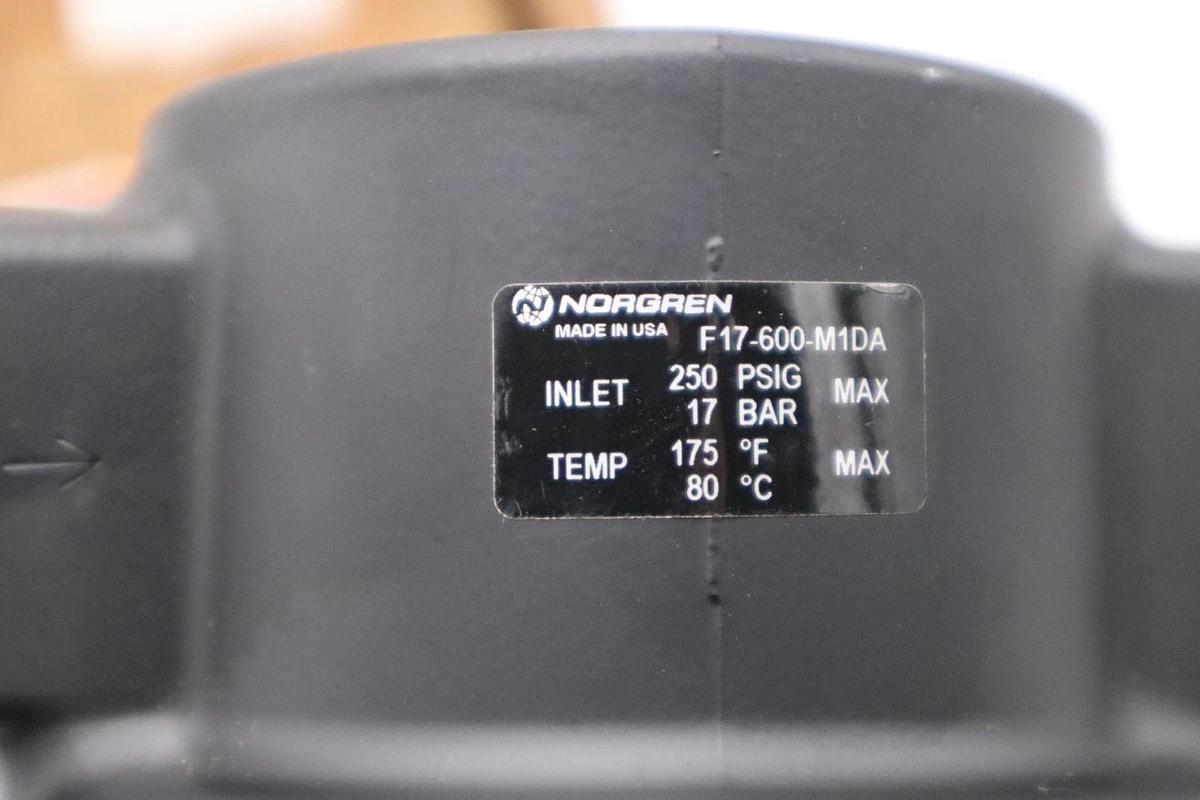 NORGREN
MADE IN USA
F17-600-M1DA
INLET 250 PSIG MAX
17 BAR
TEMP 175 °F MAX
80 °C